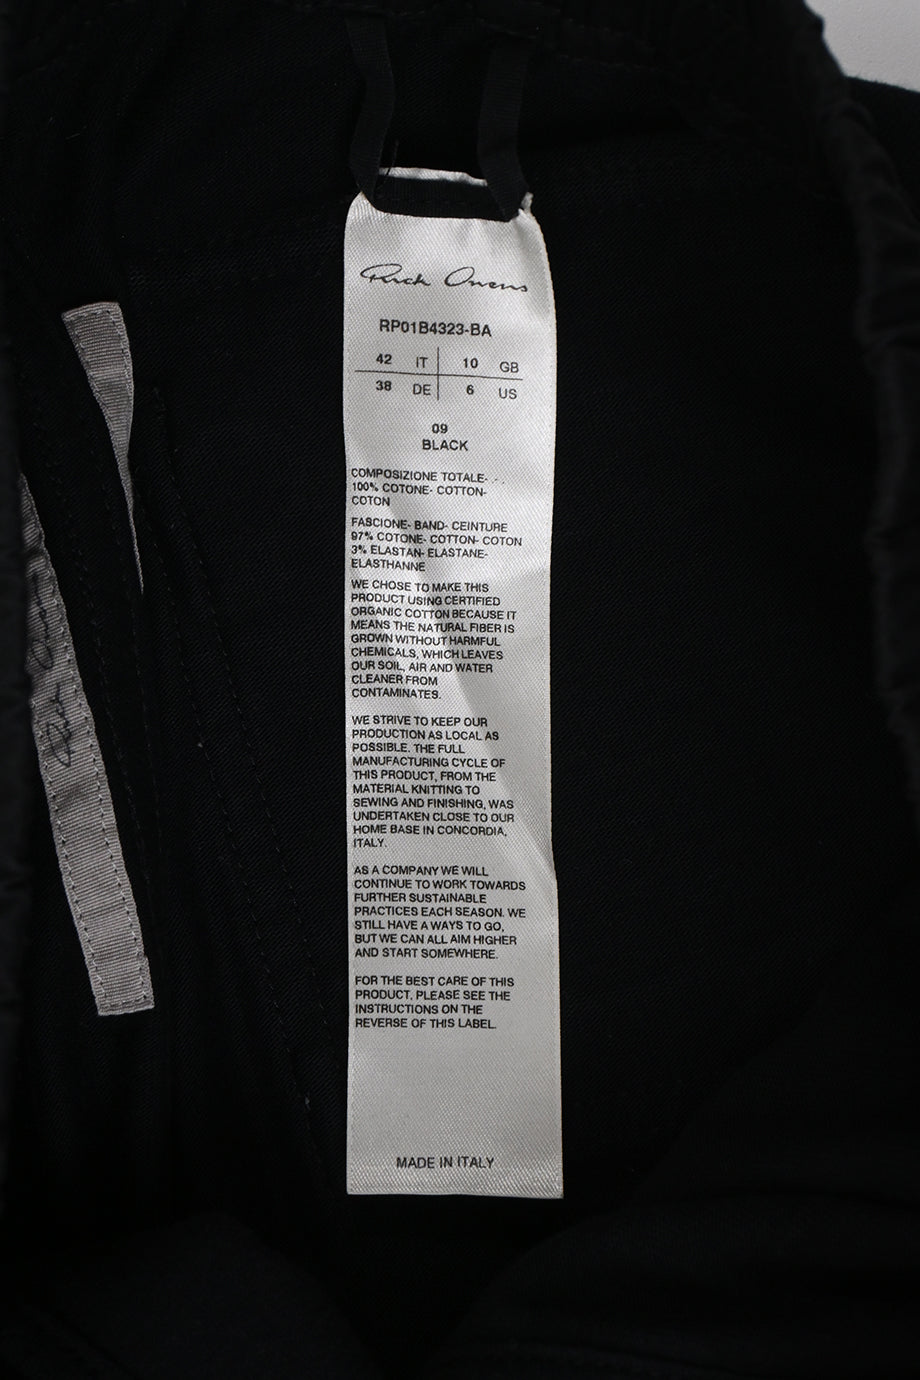 Rick Owens
RP01B4323-BA
42 IT 10 GB
38 DE 6 US
09
BLACK
COMPOSIZIONE TOTALE- - -
100% COTONE- COTTON-
COTON
FASCIONE- BAND- CEINTURE
97% COTONE- COTTON- COTON
3% ELASTAN- ELASTANE-
ELASTHANNE
WE CHOSE TO MAKE THIS
PRODUCT USING CERTIFIED
ORGANIC COTTON BECAUSE IT
MEANS THE NATURAL FIBER IS
GROWN WITHOUT HARMFUL
CHEMICALS, WHICH LEAVES
OUR SOIL, AIR AND WATER
CLEANER FROM
CONTAMINATES.
WE STRIVE TO KEEP OUR
PRODUCTION AS LOCAL AS
POSSIBLE. THE FULL
MANUFACTURING CYCLE OF
THIS PRODUCT, FROM THE
MATERIAL KNITTING TO
SEWING AND FINISHING, WAS
UNDERTAKEN CLOSE TO OUR
HOME BASE IN CONCORDIA,
ITALY.
AS A COMPANY WE WILL
CONTINUE TO WORK TOWARDS
FURTHER SUSTAINABLE
PRACTICES EACH SEASON. WE
STILL HAVE A WAYS TO GO,
BUT WE CAN ALL AIM HIGHER
AND START SOMEWHERE.
FOR THE BEST CARE OF THIS
PRODUCT, PLEASE SEE THE
INSTRUCTIONS ON THE
REVERSE OF THIS LABEL.
MADE IN ITALY
Rick Owens